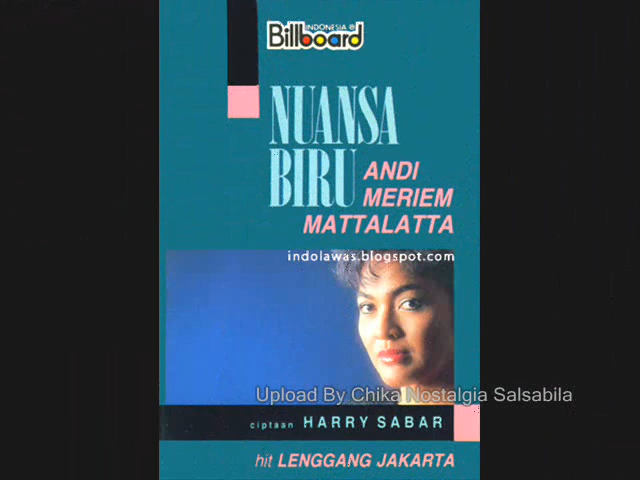 INDONESIA
Billboard
NUANSA
BIRU
ANDI
MERIEM
MATTALATTA
indolawas.blogspot.com
Upload By Chika Nostalgia Salsabila
ciptaan HARRY SABAR
hit LENGGANG JAKARTA